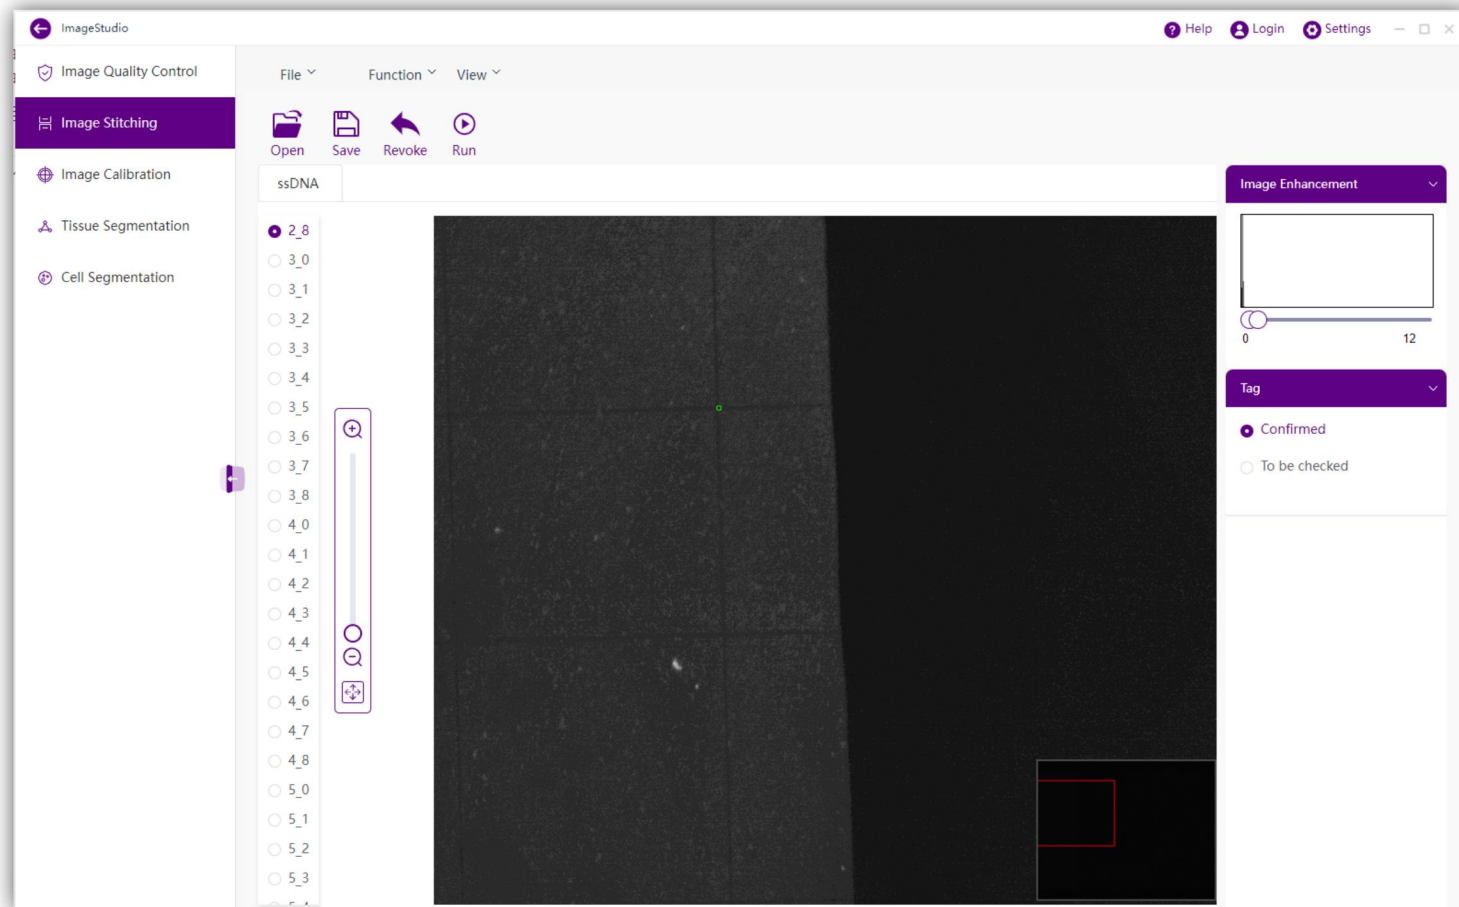 ImageStudio
Help Login Settings
Image Quality Control
Image Stitching
Image Calibration
Tissue Segmentation
Cell Segmentation
File Function View
Open Save Revoke Run
ssDNA
2_8
3_0
3_1
3_2
3_3
3_4
3_5
3_6
3_7
3_8
4_0
4_1
4_2
4_3
4_4
4_5
4_6
4_7
4_8
5_0
5_1
5_2
5_3
Image Enhancement
0 12
Tag
Confirmed
To be checked